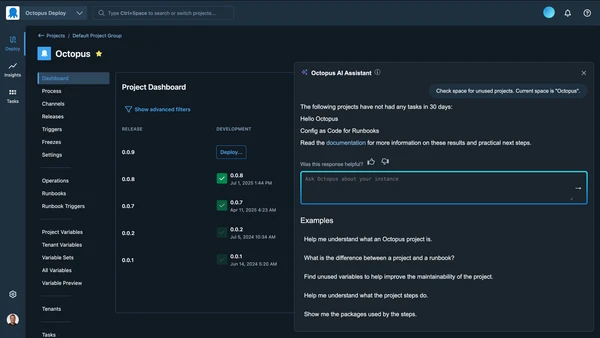 Octopus Deploy
Type Ctrl+Space to search or switch projects...
Deploy
Insights
Tasks
Projects / Default Project Group
Octopus
Dashboard
Process
Channels
Releases
Triggers
Freezes
Settings
Operations
Runbooks
Runbook Triggers
Project Variables
Tenant Variables
Variable Sets
All Variables
Variable Preview
Tenants
Tasks
Project Dashboard
Show advanced filters
RELEASE DEVELOPMENT
0.0.9 Deploy...
0.0.8 0.0.8
Jul 1, 2025 1:44 PM
0.0.7 0.0.7
Apr 11, 2025 4:23 AM
0.0.2 0.0.2
Jul 5, 2024 10:34 AM
0.0.1 0.0.1
Jun 14, 2024 5:20 AM
Octopus AI Assistant
Check space for unused projects. Current space is "Octopus".
The following projects have not had any tasks in 30 days:
Hello Octopus
Config as Code for Runbooks
Read the documentation for more information on these results and practical next steps.
Was this response helpful?
Ask Octopus about your instance
Examples
Help me understand what an Octopus project is.
What is the difference between a project and a runbook?
Find unused variables to help improve the maintainability of the project.
Help me understand what the project steps do.
Show me the packages used by the steps.